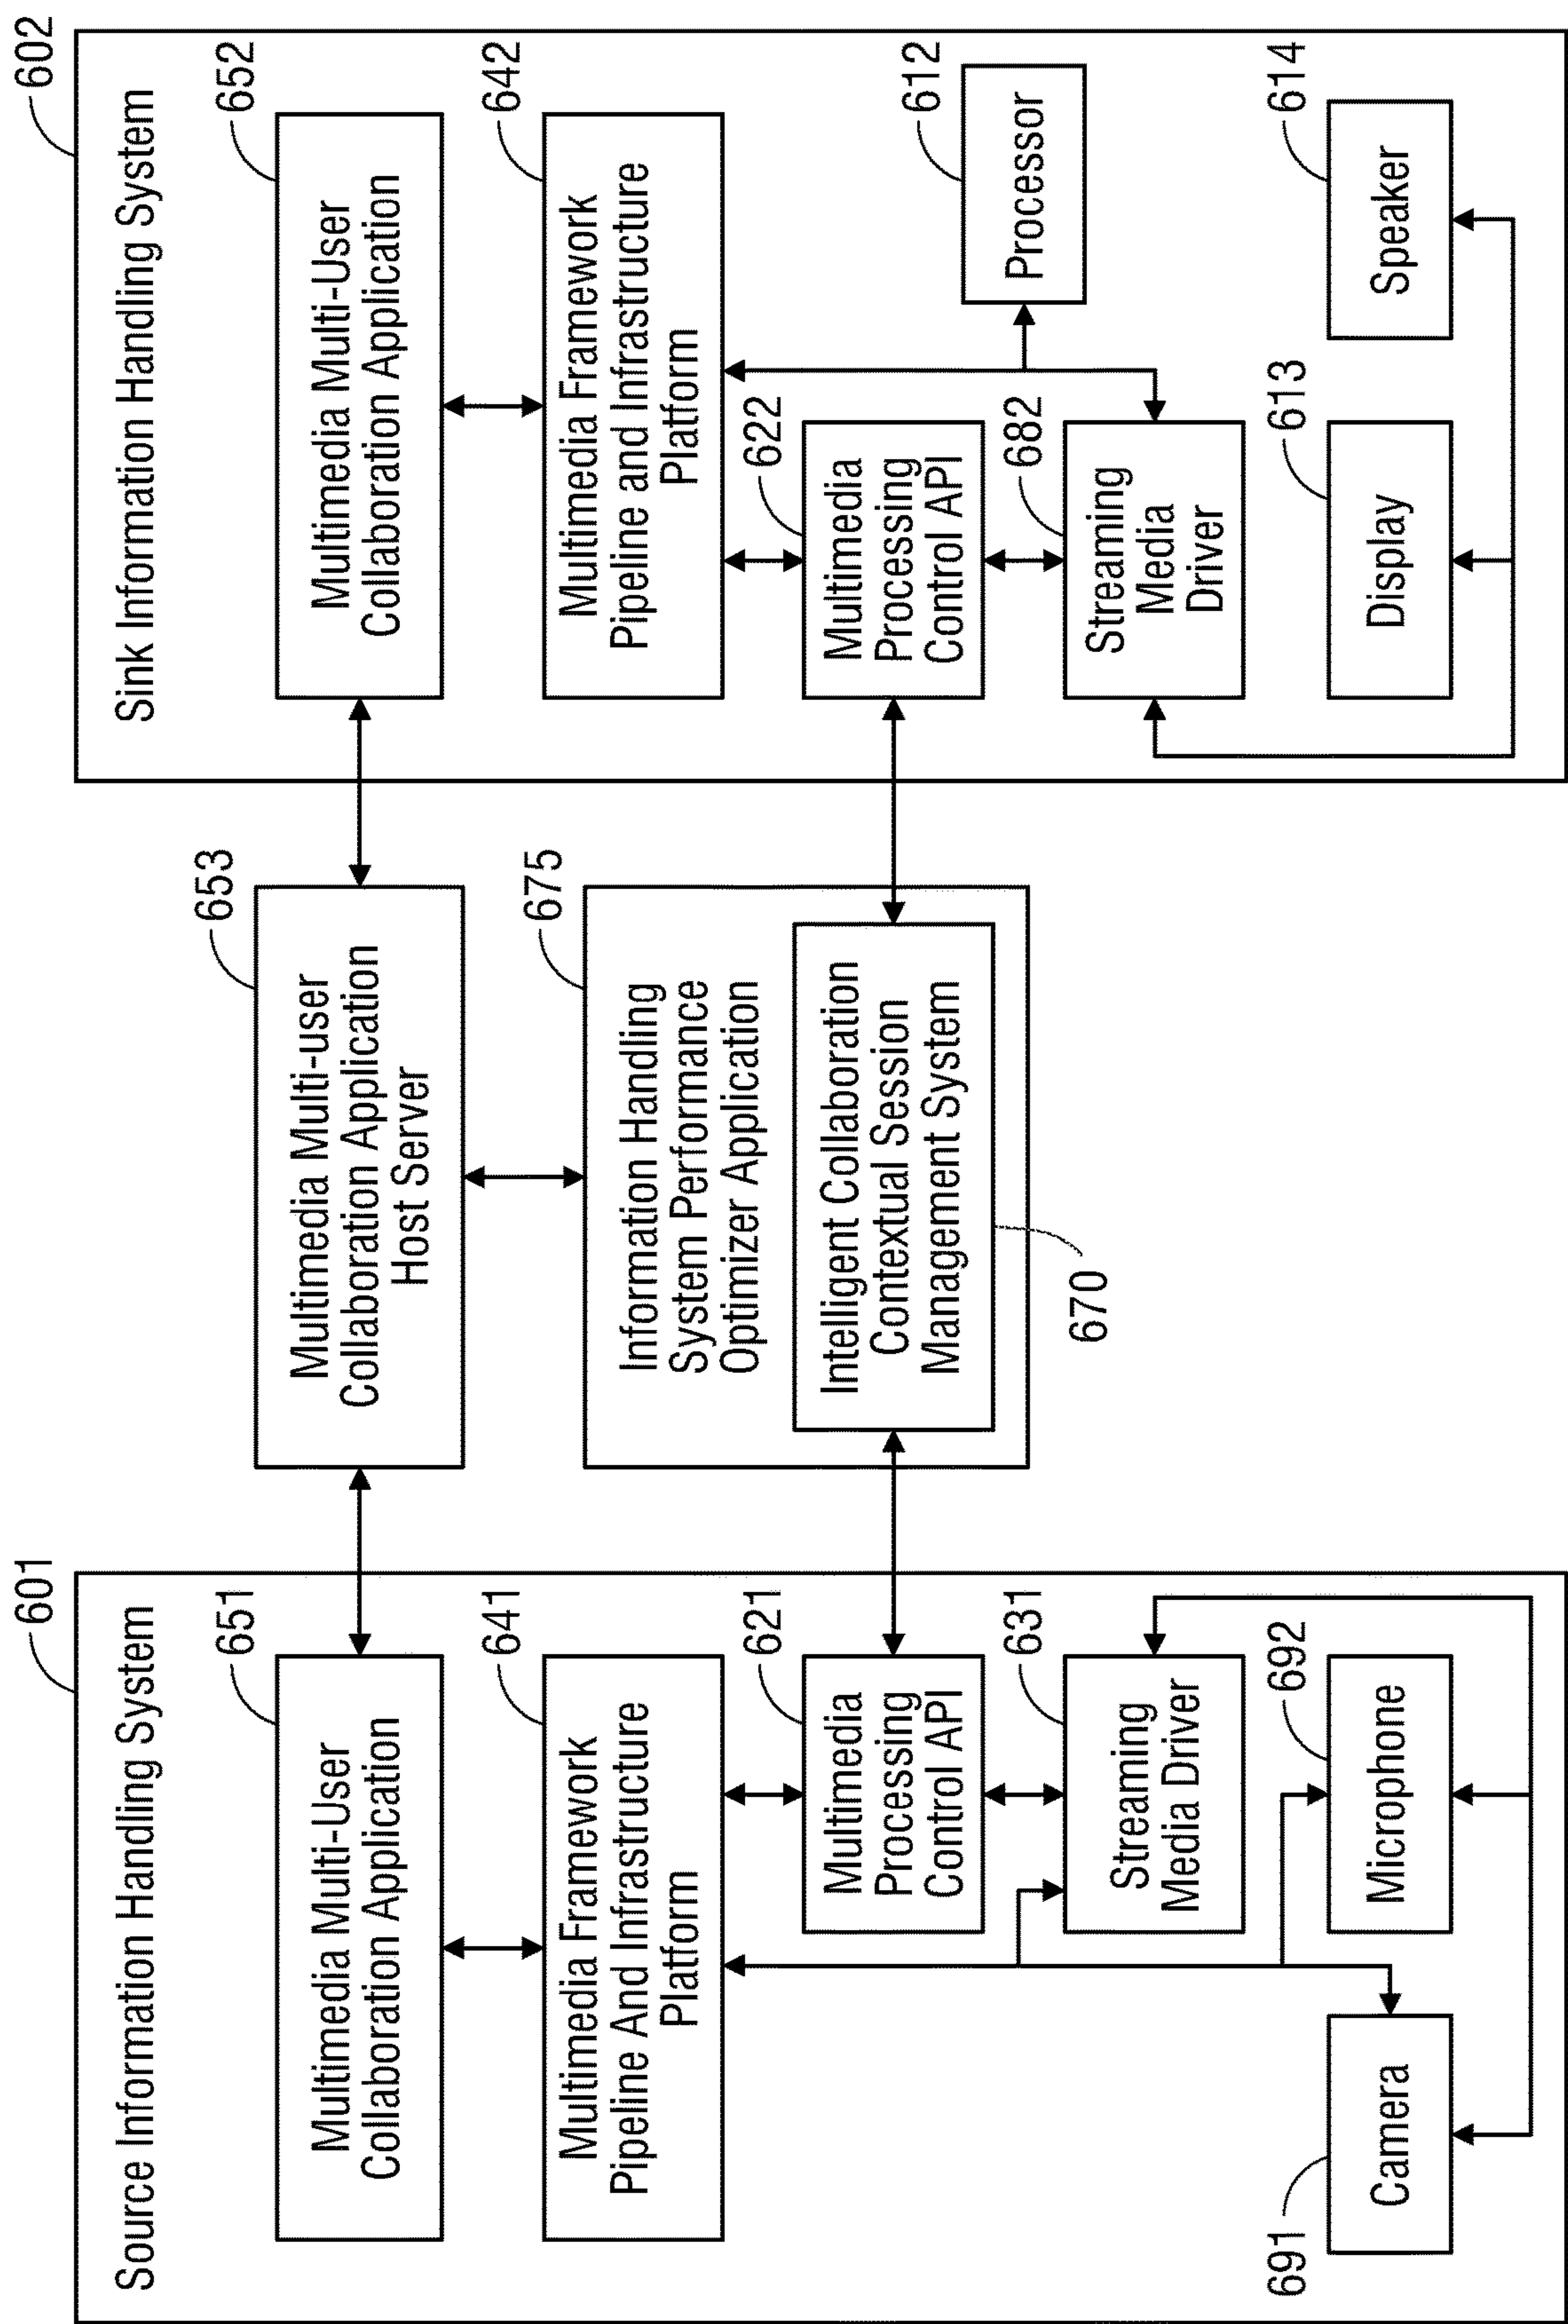 601
Source Information Handling System
651
Multimedia Multi-User
Collaboration Application
641
Multimedia Framework
Pipeline And Infrastructure
Platform
621
Multimedia
Processing
Control API
631
Streaming
Media Driver
692
Microphone
691
Camera
653
Multimedia Multi-user
Collaboration Application
Host Server
675
Information Handling
System Performance
Optimizer Application
Intelligent Collaboration
Contextual Session
Management System
670
602
Sink Information Handling System
652
Multimedia Multi-User
Collaboration Application
642
Multimedia Framework
Pipeline and Infrastructure
Platform
622
Multimedia
Processing
Control API
612
Processor
682
Streaming
Media
Driver
613
Display
614
Speaker